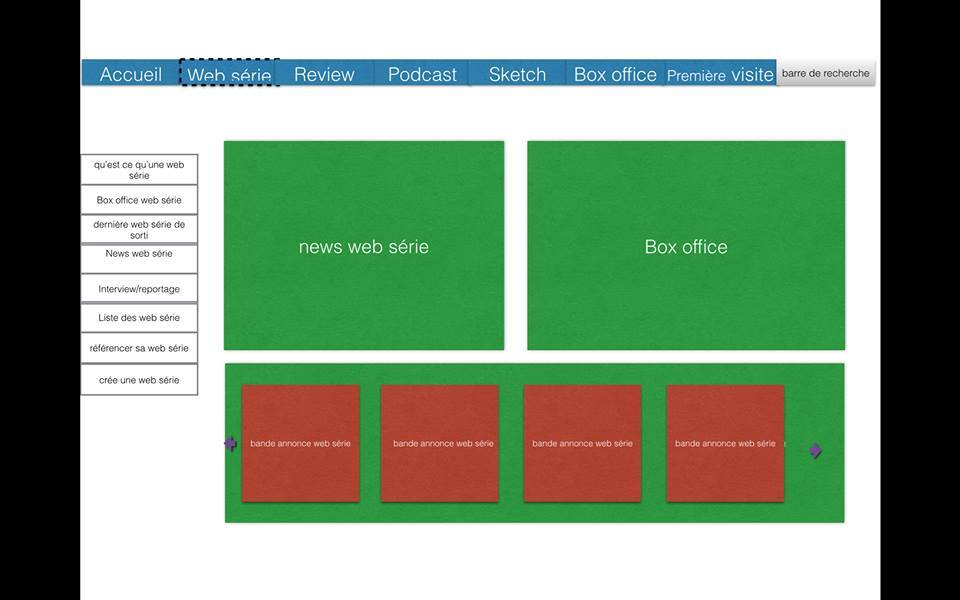 Accueil Web série Review Podcast Sketch Box office Première visite barre de recherche
qu'est ce qu'une web
série
Box office web série
dernière web série de
sorti
News web série
Interview/reportage
Liste des web série
référencer sa web série
crée une web série
news web série
Box office
bande annonce web série
bande annonce web série
bande annonce web série
bande annonce web série